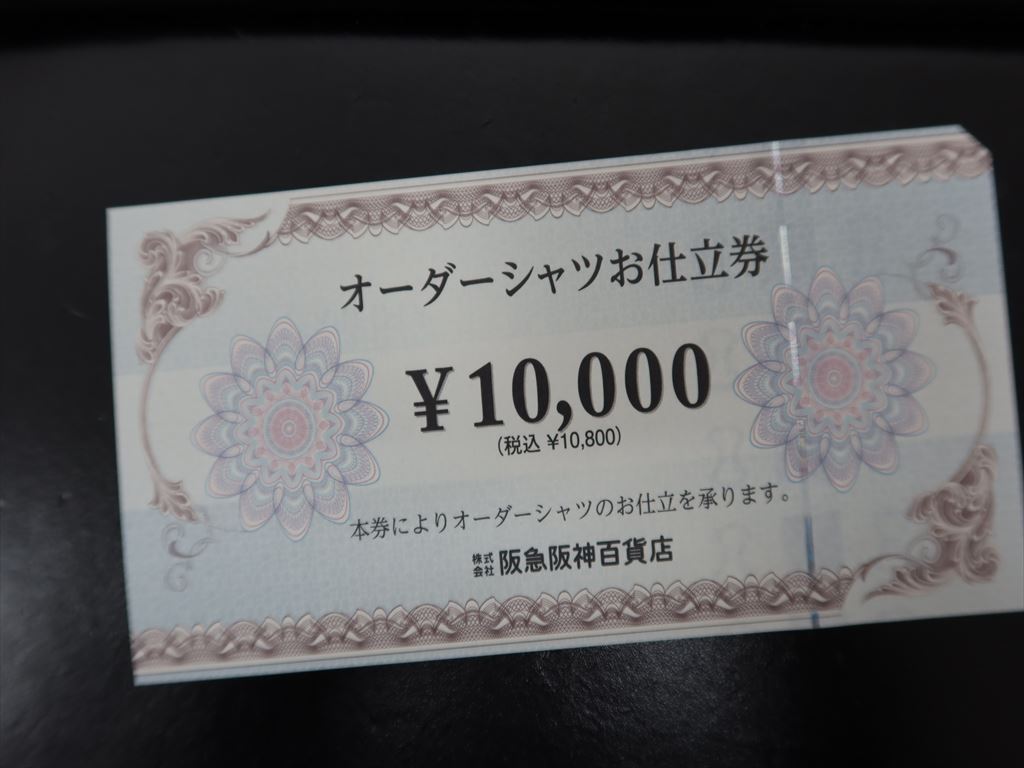 オーダーシャツお仕立券
¥10,000
(税込 ¥10,800)
本券によりオーダーシャツのお仕立を承ります。
株式会社 阪急阪神百貨店